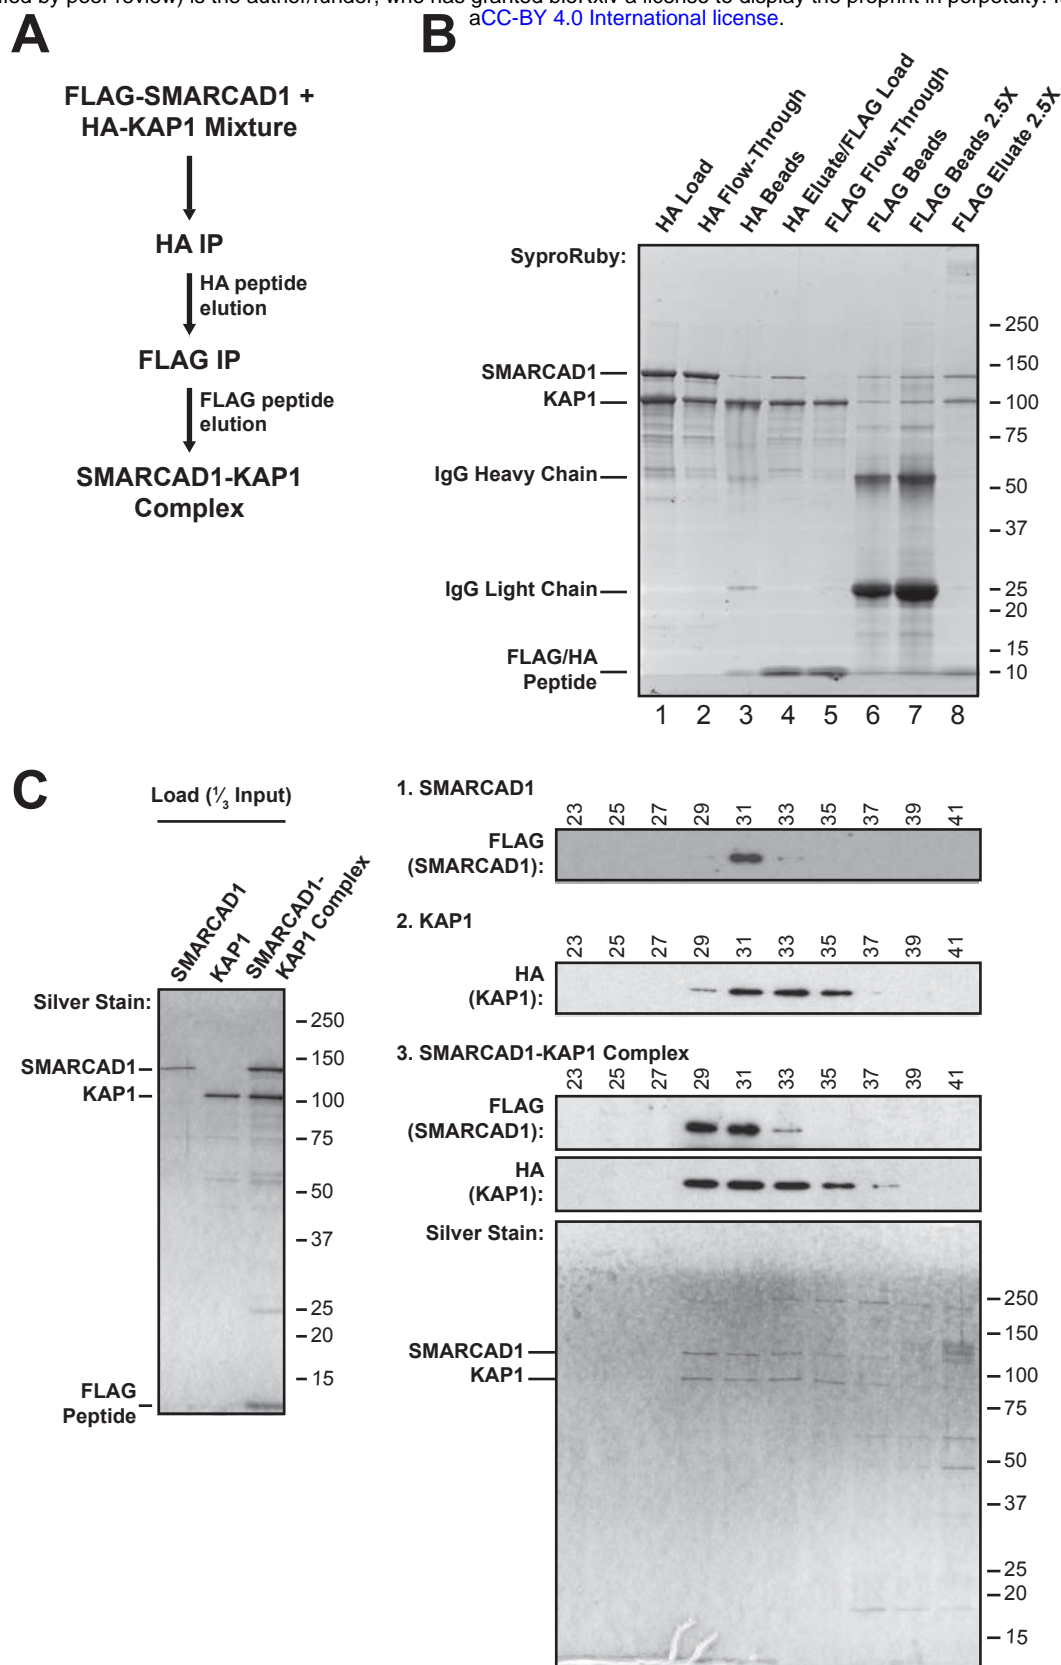 aCC-BY 4.0 International license.
A
FLAG-SMARCAD1 +
HA-KAP1 Mixture
HA IP
HA peptide
elution
FLAG IP
FLAG peptide
elution
SMARCAD1-KAP1
Complex
B
HA Load
HA Flow-Through
HA Beads
HA Eluate/FLAG Load
FLAG Flow-Through
FLAG Beads
FLAG Beads 2.5X
FLAG Eluate 2.5X
SyproRuby:
SMARCAD1
KAP1
IgG Heavy Chain
IgG Light Chain
FLAG/HA
Peptide
250
150
100
75
50
37
25
20
15
10
1 2 3 4 5 6 7 8
C
Load (1/3 Input)
SMARCAD1
KAP1
SMARCAD1-
KAP1 Complex
Silver Stain:
SMARCAD1
KAP1
FLAG
Peptide
250
150
100
75
50
37
25
20
15
1. SMARCAD1
23 25 27 29 31 33 35 37 39 41
FLAG
(SMARCAD1):
2. KAP1
23 25 27 29 31 33 35 37 39 41
HA
(KAP1):
3. SMARCAD1-KAP1 Complex
23 25 27 29 31 33 35 37 39 41
FLAG
(SMARCAD1):
HA
(KAP1):
Silver Stain:
SMARCAD1
KAP1
250
150
100
75
50
37
25
20
15